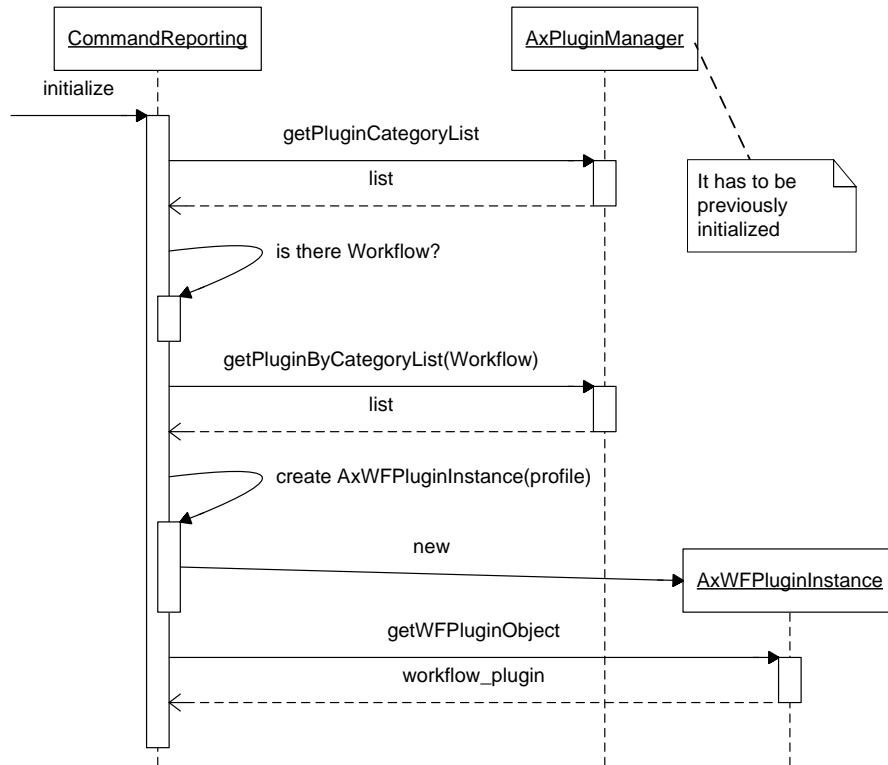 CommandReporting
AxPluginManager
initialize
getPluginCategoryList
list
It has to be
previously
initialized
is there Workflow?
getPluginByCategoryList(Workflow)
list
create AxWFPluginInstance(profile)
new
AxWFPluginInstance
getWFPluginObject
workflow_plugin